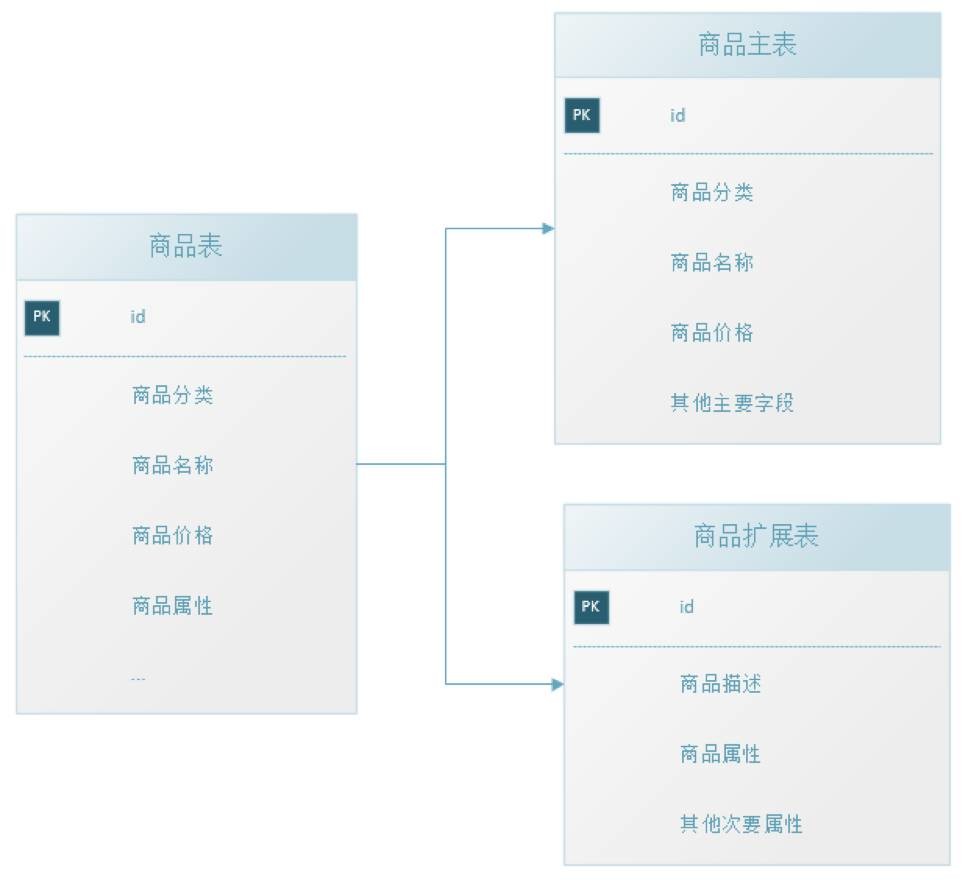 商品表
PK id
商品分类
商品名称
商品价格
商品属性
...
商品主表
PK id
商品分类
商品名称
商品价格
其他主要字段
商品扩展表
PK id
商品描述
商品属性
其他次要属性